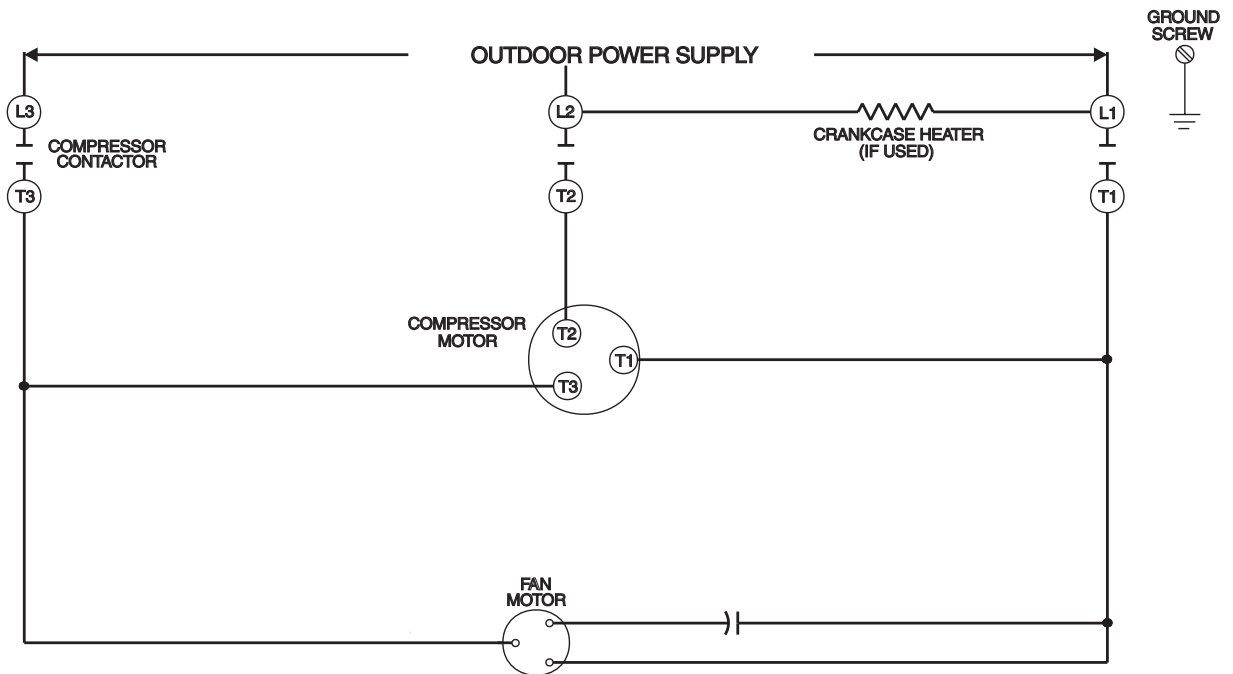 GROUND
SCREW
OUTDOOR POWER SUPPLY
L3
L2
L1
CRANKCASE HEATER
(IF USED)
COMPRESSOR
CONTACTOR
T3
T2
T1
COMPRESSOR
MOTOR
T2
T1
T3
FAN
MOTOR